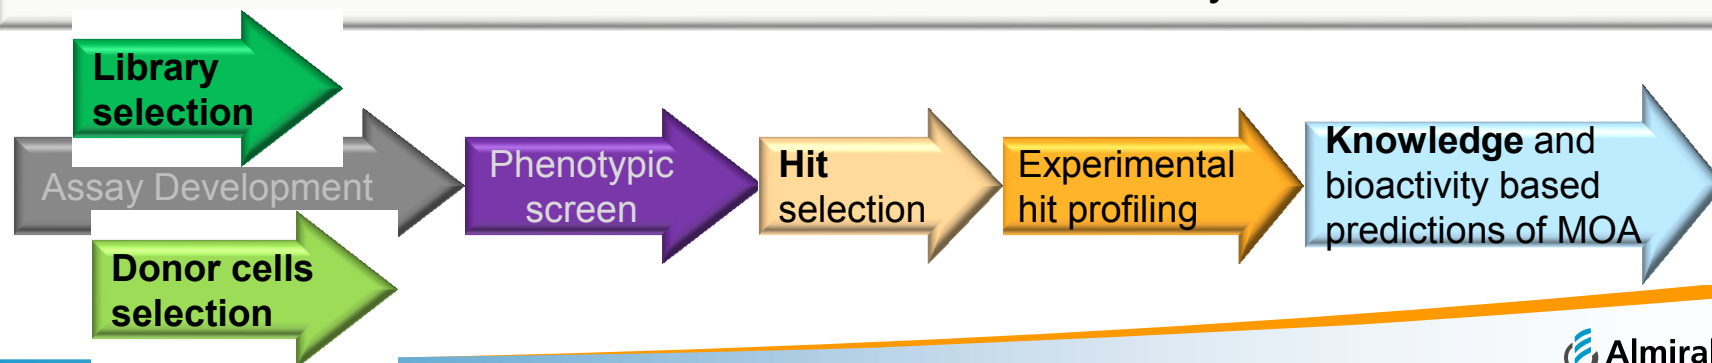 Library
selection
Assay Development
Donor cells
selection
Phenotypic
screen
Hit
selection
Experimental
hit profiling
Knowledge and
bioactivity based
predictions of MOA
Almiral